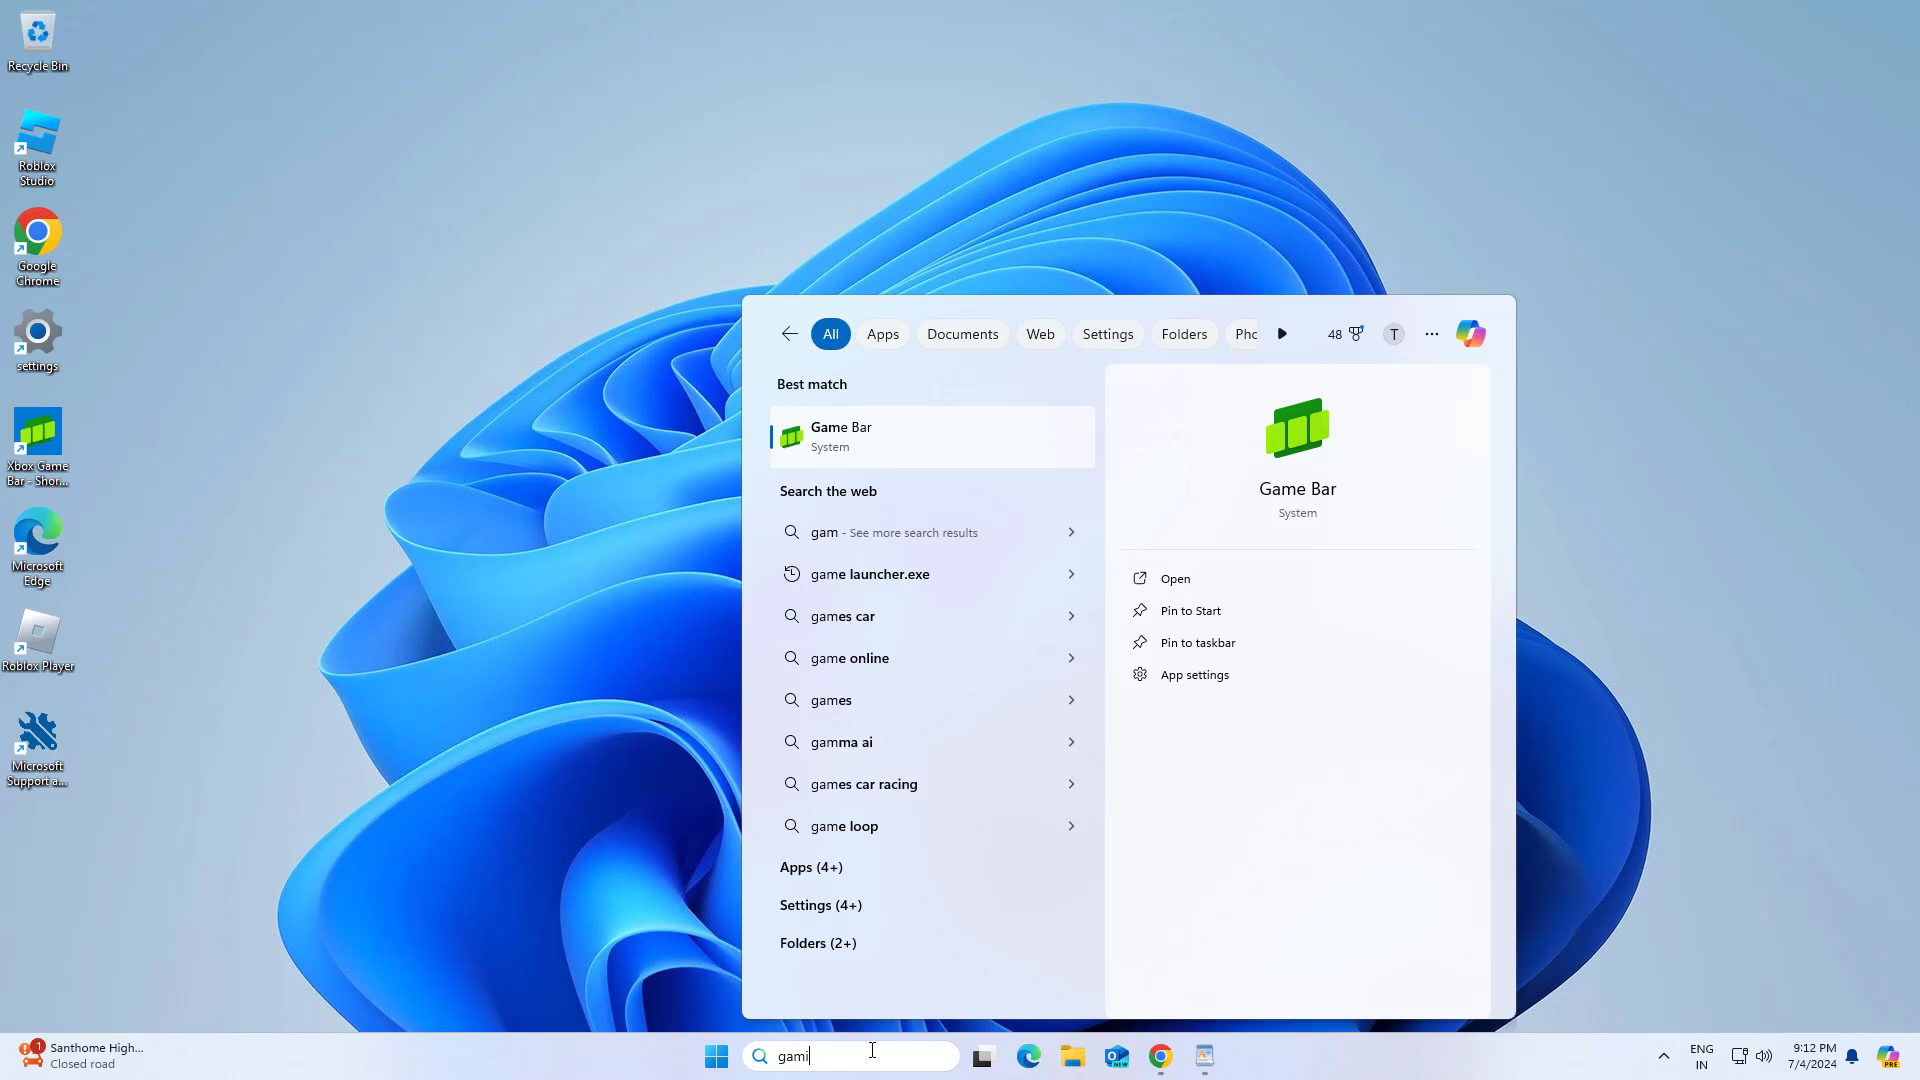 Recycle Bin
Roblox
Studio
Google
Chrome
settings
Xbox Game
Bar - Shor...
Microsoft
Edge
Roblox Player
Microsoft
Support a...
All
Apps
Documents
Web
Settings
Folders
Phc
48
T
Best match
Game Bar
System
Search the web
gam - See more search results
game launcher.exe
games car
game online
games
gamma ai
games car racing
game loop
Apps (4+)
Settings (4+)
Folders (2+)
Game Bar
System
Open
Pin to Start
Pin to taskbar
App settings
1
Santhome High...
Closed road
gami
NEW
ENG
IN
9:12 PM
7/4/2024
PRE